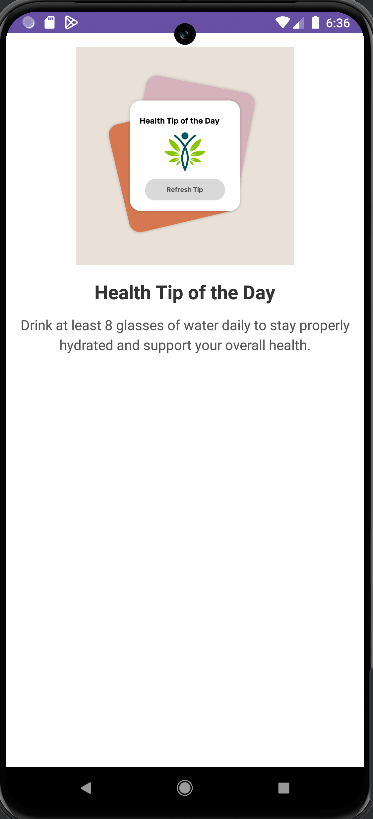 6:36
Health Tip of the Day
Refresh Tip
Health Tip of the Day
Drink at least 8 glasses of water daily to stay properly
hydrated and support your overall health.